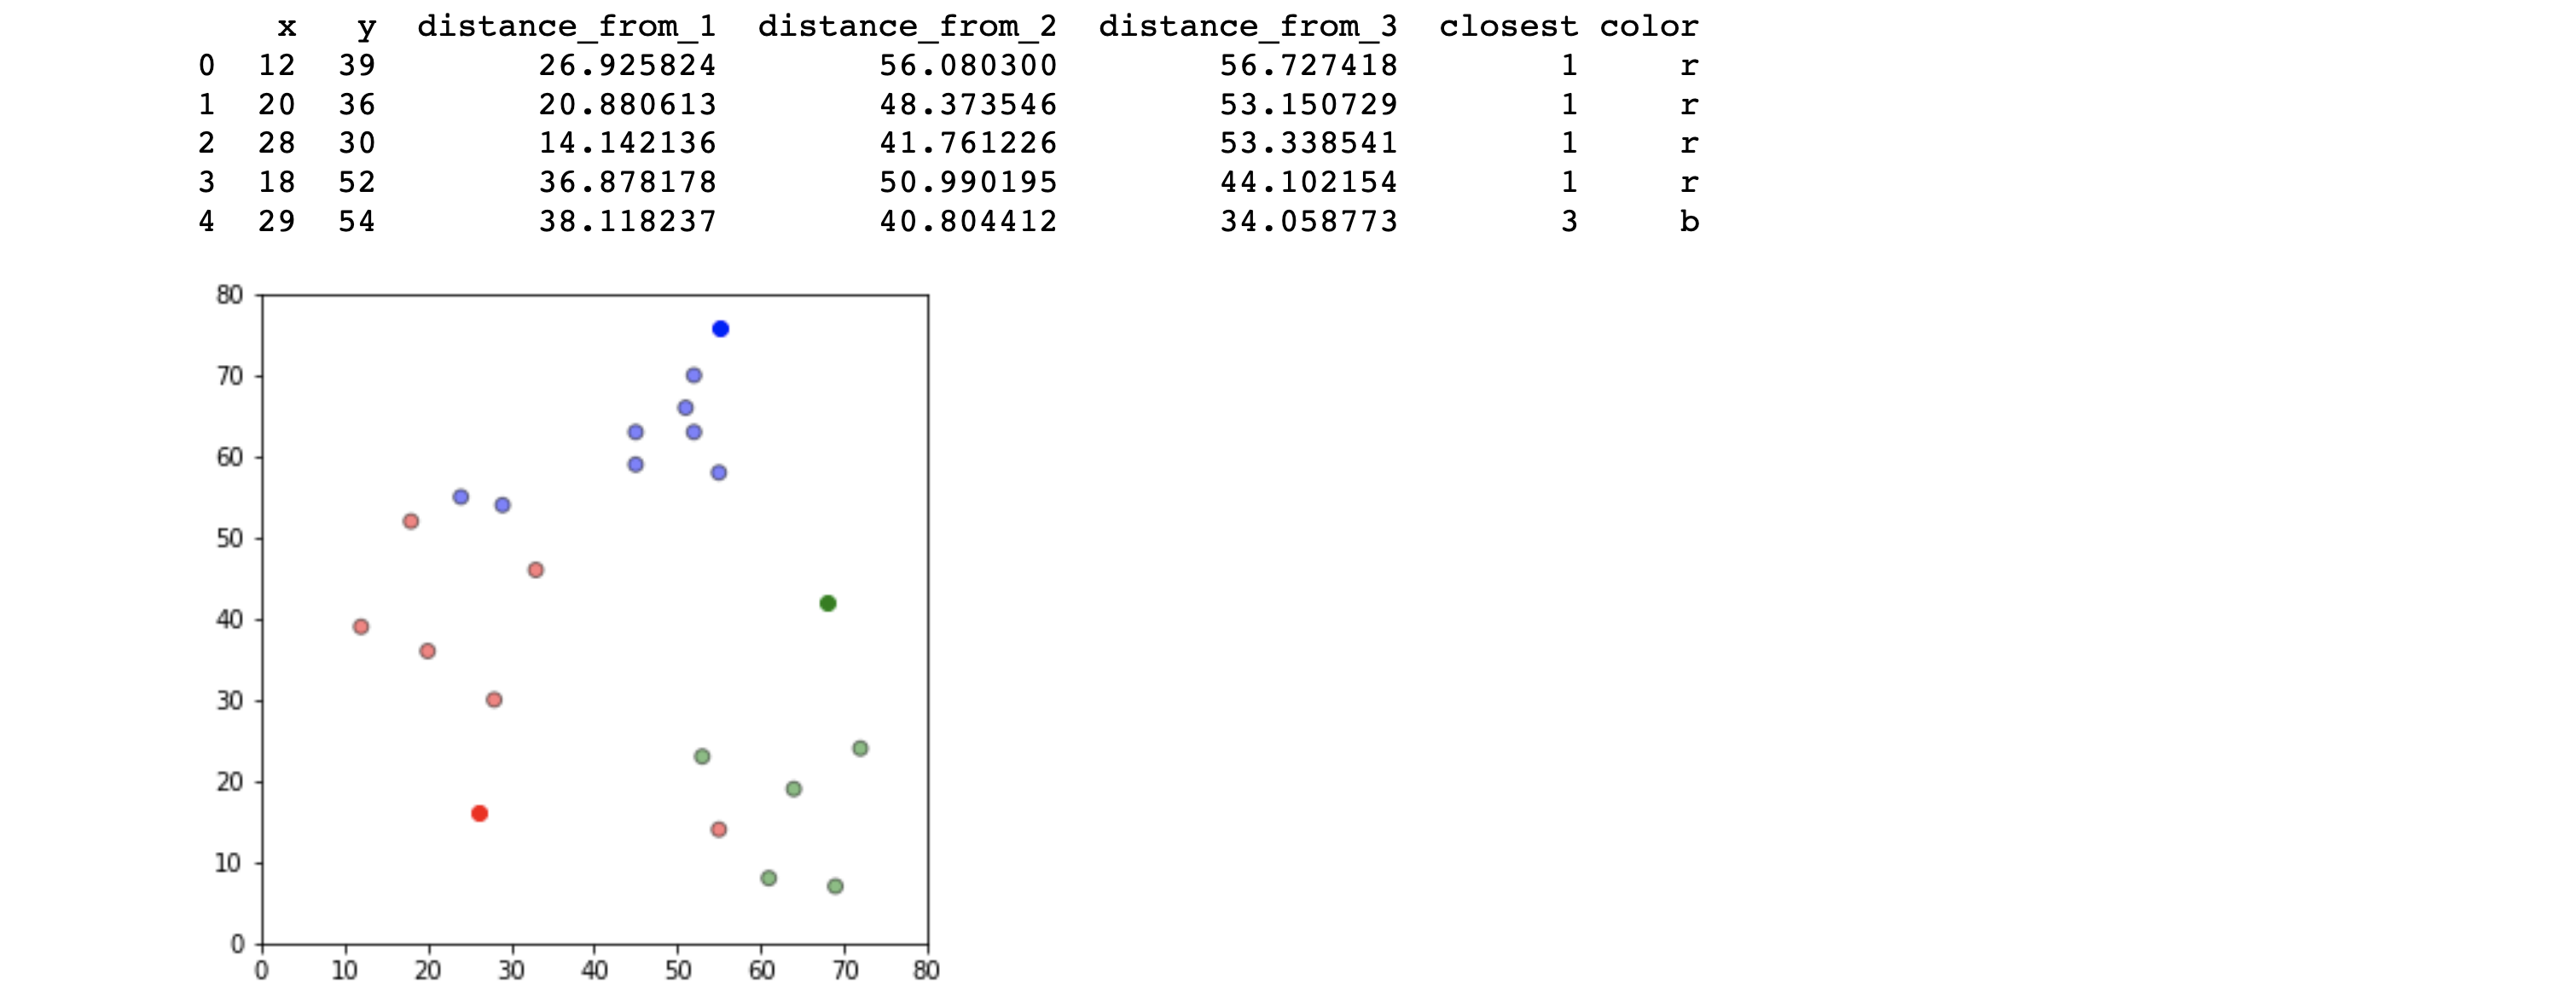 x y distance_from_1 distance_from_2 distance_from_3 closest color
0 12 39 26.925824 56.080300 56.727418 1 r
1 20 36 20.880613 48.373546 53.150729 1 r
2 28 30 14.142136 41.761226 53.338541 1 r
3 18 52 36.878178 50.990195 44.102154 1 r
4 29 54 38.118237 40.804412 34.058773 3 b
80
70
60
50
40
30
20
10
0
0 10 20 30 40 50 60 70 80